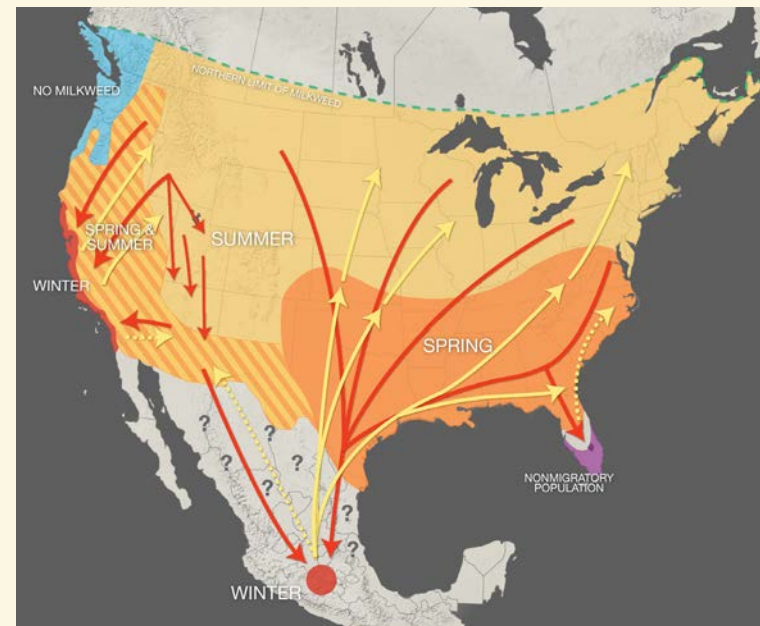 NORTHERN LIMIT OF MILKWEED
NO MILKWEED
SPRING &
SUMMER
SUMMER
WINTER
SPRING
?
?
?
?
?
?
?
?
NONMIGRATORY
POPULATION
WINTER